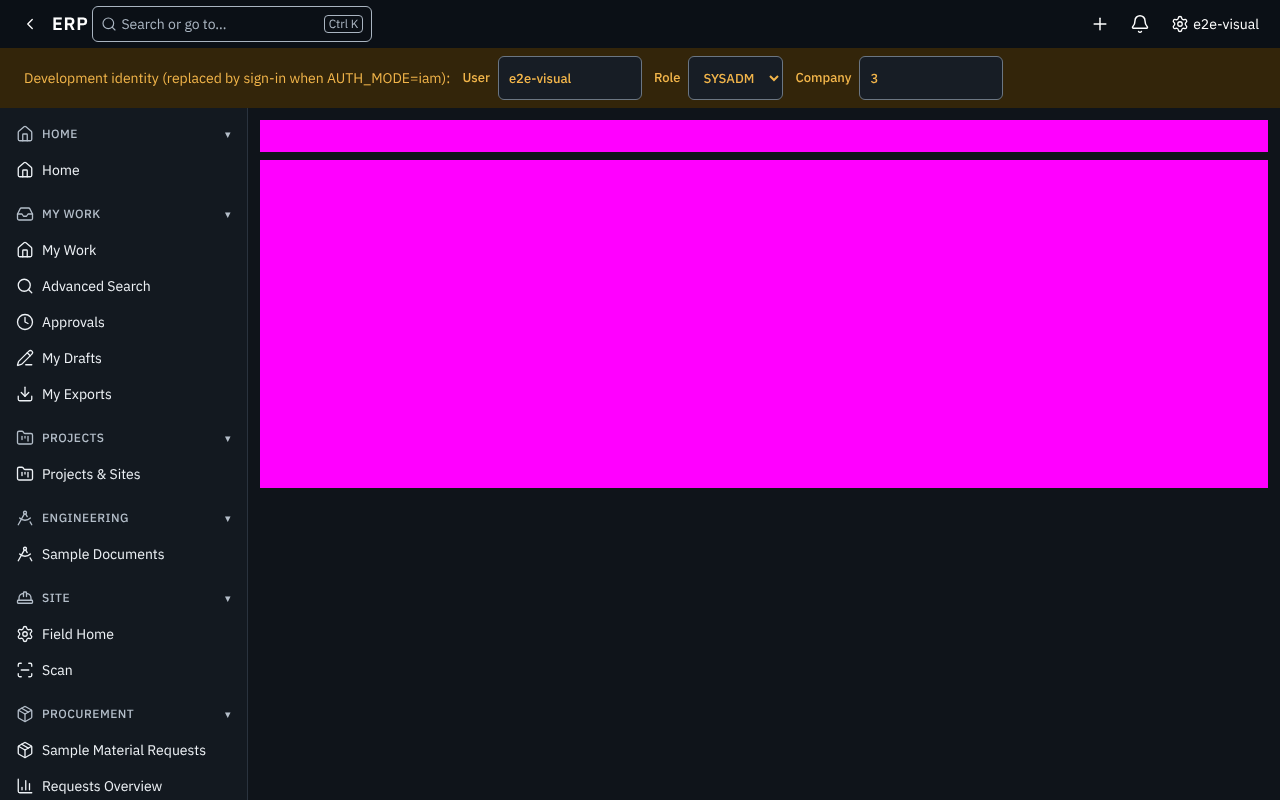 ERP
Search or go to...
Ctrl K
e2e-visual
Development identity (replaced by sign-in when AUTH_MODE=iam): User e2e-visual Role SYSADM Company 3
HOME
Home
MY WORK
My Work
Advanced Search
Approvals
My Drafts
My Exports
PROJECTS
Projects & Sites
ENGINEERING
Sample Documents
SITE
Field Home
Scan
PROCUREMENT
Sample Material Requests
Requests Overview